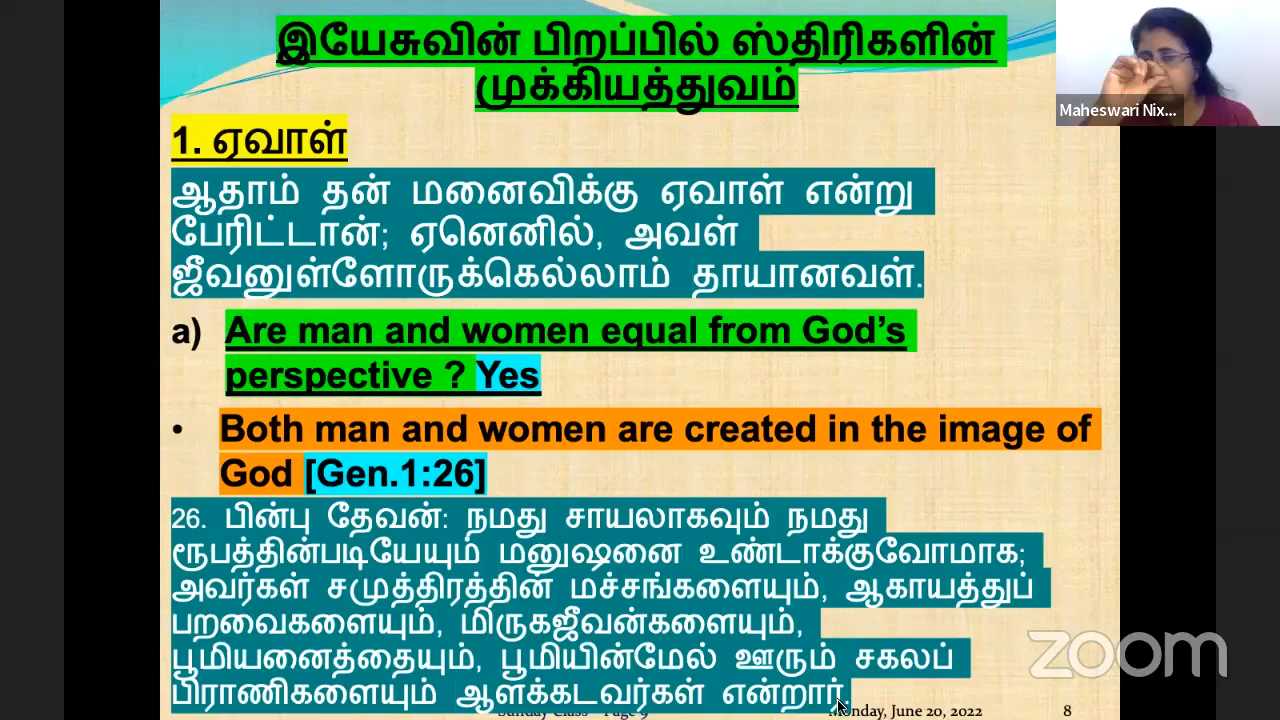 இயேசுவின் பிறப்பில் ஸ்திரிகளின்
முக்கியத்துவம்
1. ஏவாள்
ஆதாம் தன் மனைவிக்கு ஏவாள் என்று
பேரிட்டான்; ஏனெனில், அவள்
ஜீவனுள்ளோருக்கெல்லாம் தாயானவள்.
a) Are man and women equal from God’s
perspective ? Yes
• Both man and women are created in the image of
God [Gen.1:26]
26. பின்பு தேவன்: நமது சாயலாகவும் நமது
ரூபத்தின்படியேயும் மனுஷனை உண்டாக்குவோமாக;
அவர்கள் சமுத்திரத்தின் மச்சங்களையும், ஆகாயத்துப்
பறவைகளையும், மிருகஜீவன்களையும்,
பூமியனைத்தையும், பூமியின்மேல் ஊரும் சகலப்
பிராணிகளையும் ஆளக்கடவர்கள் என்றார்.
Sunday Class - Page 9
Monday, June 20, 2022
8
Maheswari Nix...
zoom